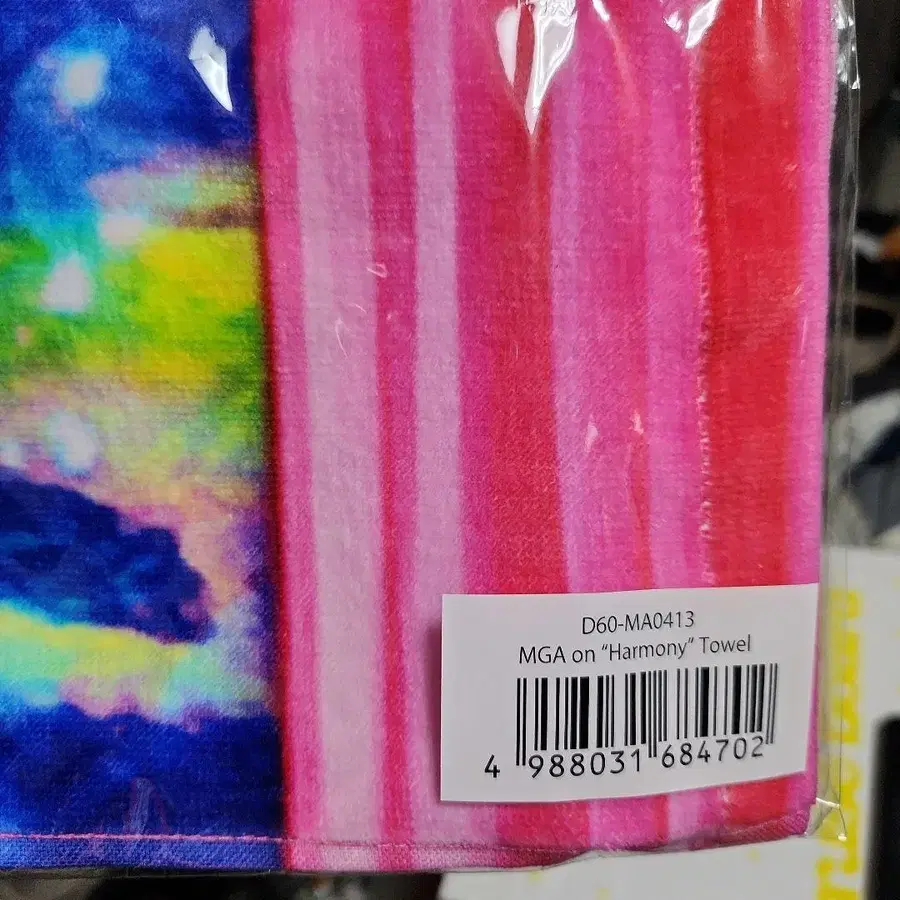 D60-MA0413
MGA on “Harmony” Towel
4 988031 684702